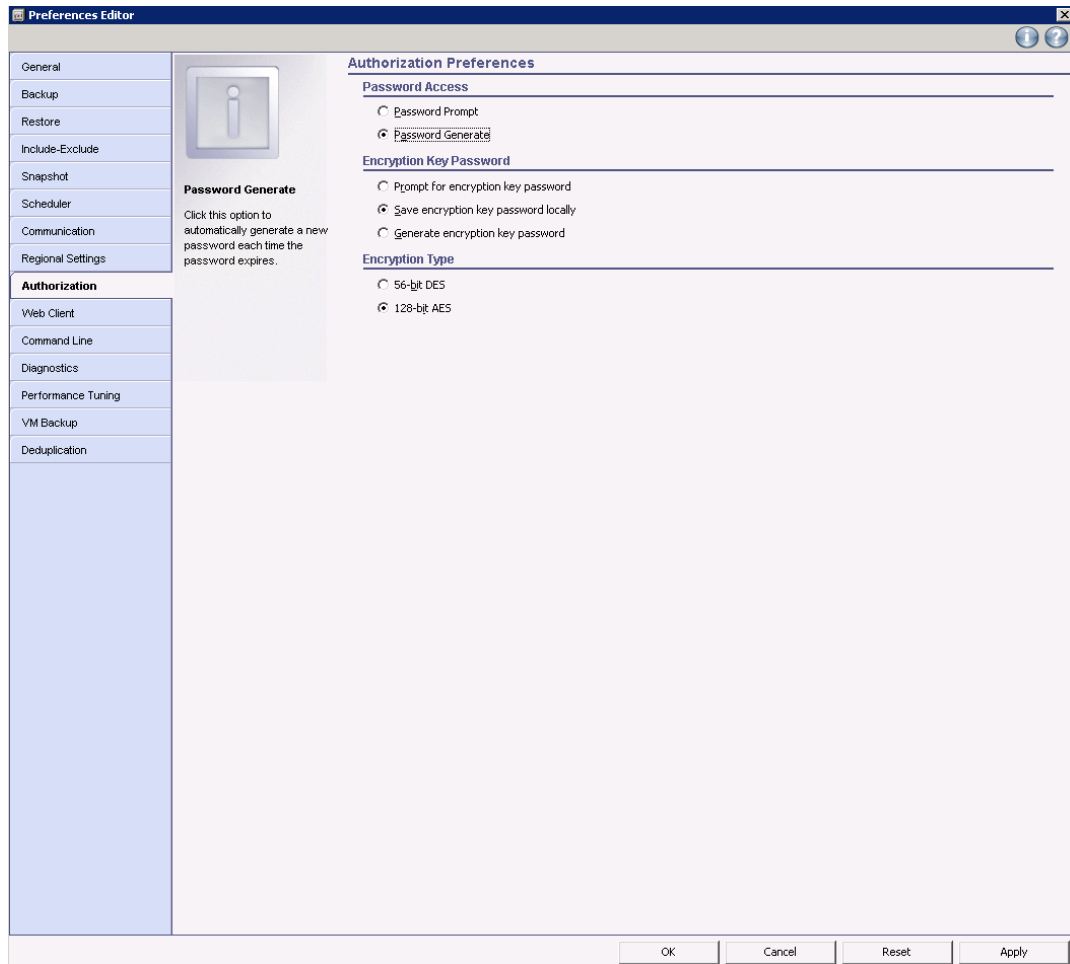 Preferences Editor
General
Backup
Restore
Include-Exclude
Snapshot
Scheduler
Communication
Regional Settings
Authorization
Web Client
Command Line
Diagnostics
Performance Tuning
VM Backup
Deduplication
Password Generate
Click this option to
automatically generate a new
password each time the
password expires.
Authorization Preferences
Password Access
Password Prompt
Password Generate
Encryption Key Password
Prompt for encryption key password
Save encryption key password locally
Generate encryption key password
Encryption Type
56-bit DES
128-bit AES
OK
Cancel
Reset
Apply